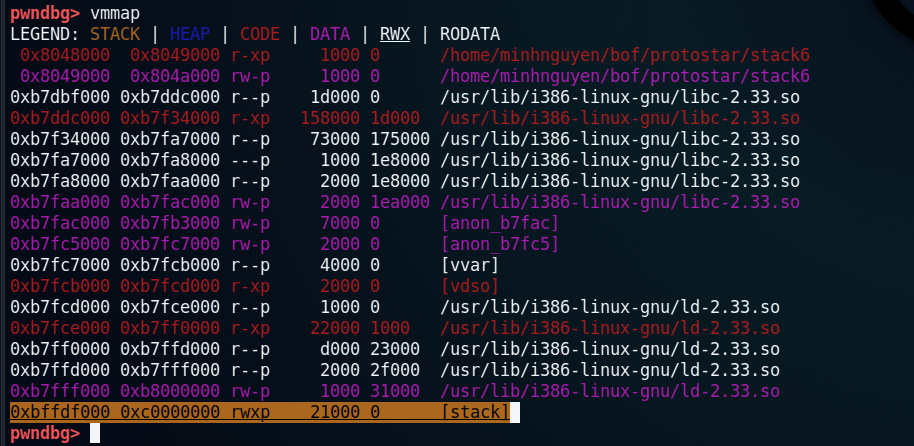 pwndbg> vmmap
LEGEND: STACK | HEAP | CODE | DATA | RWX | RODATA
0x8048000 0x8049000 r-xp 1000 0 /home/minhnguyen/bof/protostar/stack6
0x8049000 0x804a000 rw-p 1000 0 /home/minhnguyen/bof/protostar/stack6
0xb7dbf000 0xb7ddc000 r--p 1d000 0 /usr/lib/i386-linux-gnu/libc-2.33.so
0xb7ddc000 0xb7f34000 r-xp 158000 1d000 /usr/lib/i386-linux-gnu/libc-2.33.so
0xb7f34000 0xb7fa7000 r--p 73000 175000 /usr/lib/i386-linux-gnu/libc-2.33.so
0xb7fa7000 0xb7fa8000 ---p 1000 1e8000 /usr/lib/i386-linux-gnu/libc-2.33.so
0xb7fa8000 0xb7faa000 r--p 2000 1e8000 /usr/lib/i386-linux-gnu/libc-2.33.so
0xb7faa000 0xb7fac000 rw-p 2000 1ea000 /usr/lib/i386-linux-gnu/libc-2.33.so
0xb7fac000 0xb7fb3000 rw-p 7000 0 [anon_b7fac]
0xb7fc5000 0xb7fc7000 rw-p 2000 0 [anon_b7fc5]
0xb7fc7000 0xb7fcb000 r--p 4000 0 [vvar]
0xb7fcb000 0xb7fcd000 r-xp 2000 0 [vdso]
0xb7fcd000 0xb7fce000 r--p 1000 0 /usr/lib/i386-linux-gnu/ld-2.33.so
0xb7fce000 0xb7ff0000 r-xp 22000 1000 /usr/lib/i386-linux-gnu/ld-2.33.so
0xb7ff0000 0xb7ffd000 r--p d000 23000 /usr/lib/i386-linux-gnu/ld-2.33.so
0xb7ffd000 0xb7fff000 r--p 2000 2f000 /usr/lib/i386-linux-gnu/ld-2.33.so
0xb7fff000 0xb8000000 rw-p 1000 31000 /usr/lib/i386-linux-gnu/ld-2.33.so
0xbffdf000 0xc0000000 rwxp 21000 0 [stack]
pwndbg>